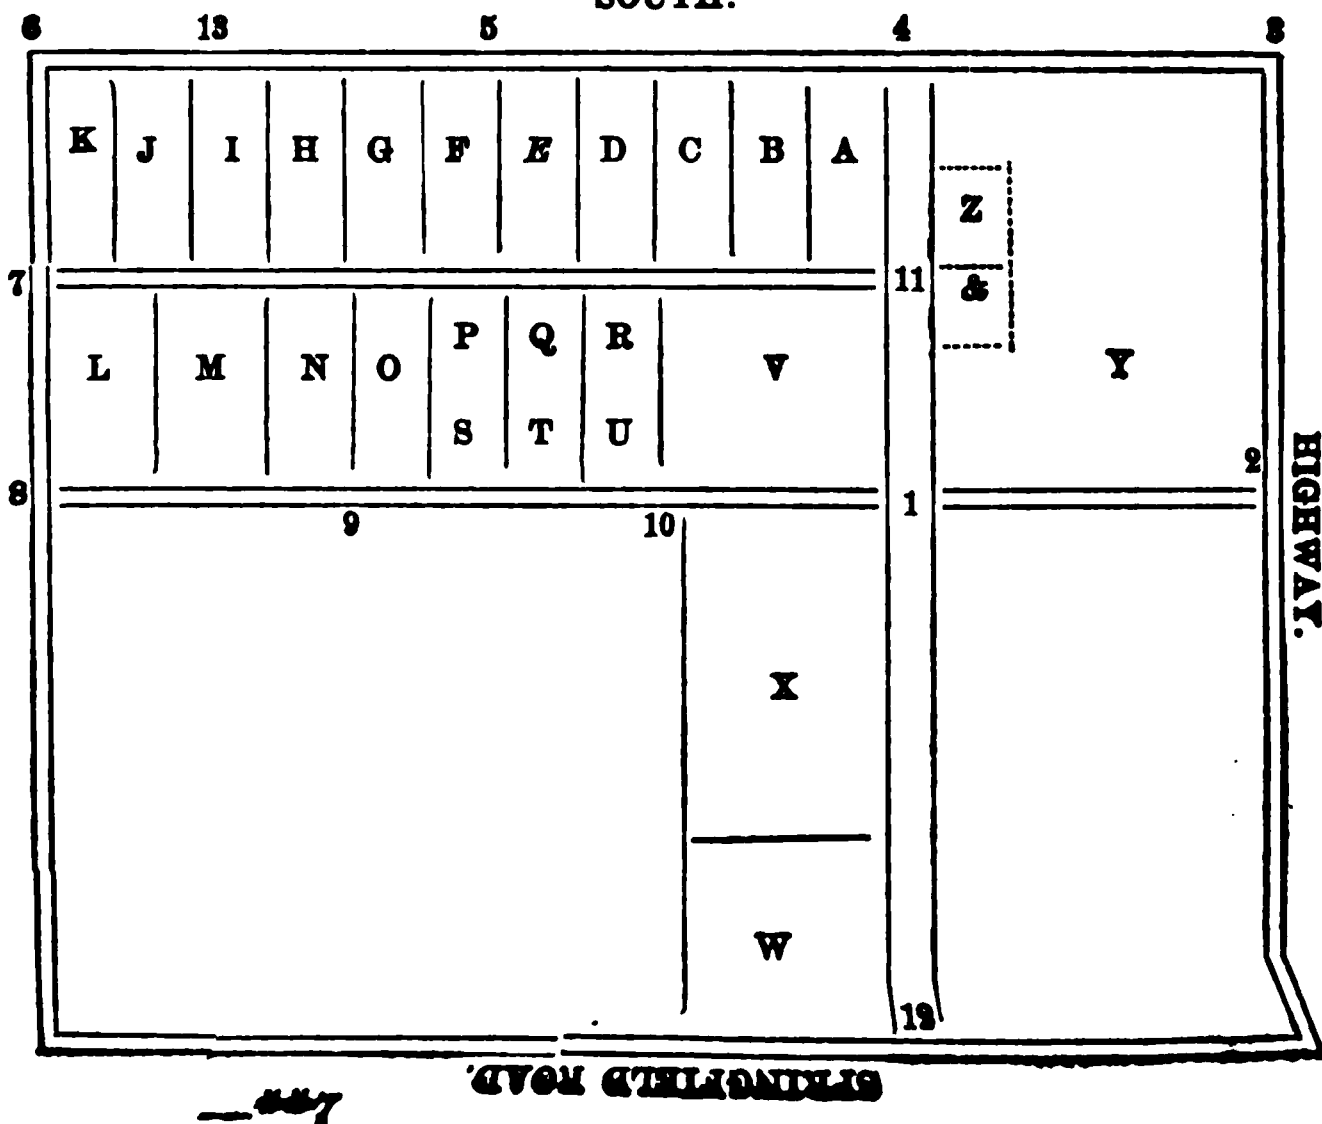 SOUTH.
6 13 5 4 3
K J I H G F E D C B A
Z
7 11
&
L M N O P Q R V Y
S T U
HIGHWAY.
2
8 1
9 10
X
W
12
SPRINGFIELD ROAD.